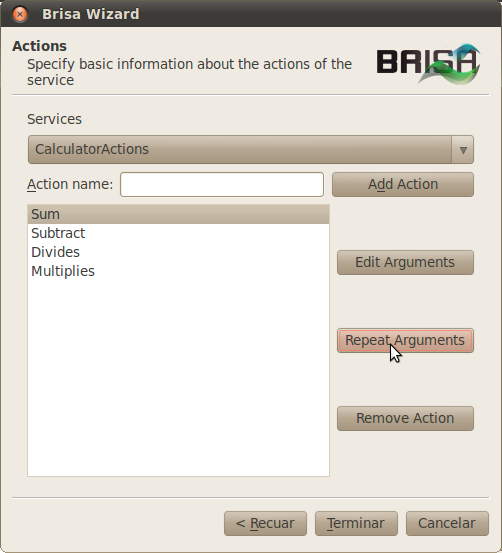 Brisa Wizard
Actions
Specify basic information about the actions of the
service
BRISA
Services
CalculatorActions
Action name:
Add Action
Sum
Subtract
Divides
Multiplies
Edit Arguments
Repeat Arguments
Remove Action
< Recuar
Terminar
Cancelar